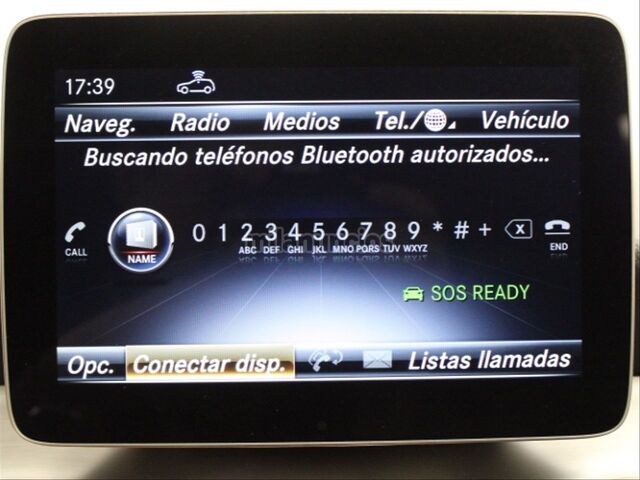 17:39
Naveg. Radio Medios Tel./ Vehículo
Buscando teléfonos Bluetooth autorizados...
CALL NAME 0 1 2 3 4 5 6 7 8 9 * # + END
ABC DEF GHI JKL MNO PQRS TUV WXYZ
SOS READY
Opc. Conectar disp. Listas llamadas